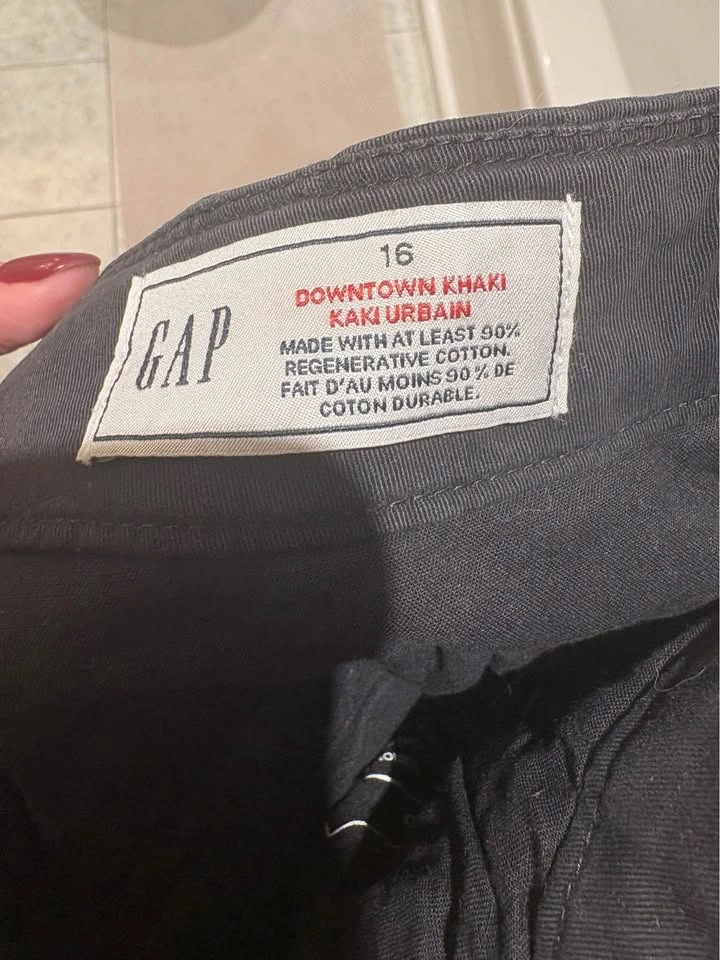 16
GAP
DOWNTOWN KHAKI
KAKI URBAIN
MADE WITH AT LEAST 90%
REGENERATIVE COTTON.
FAIT D'AU MOINS 90 % DE
COTON DURABLE.